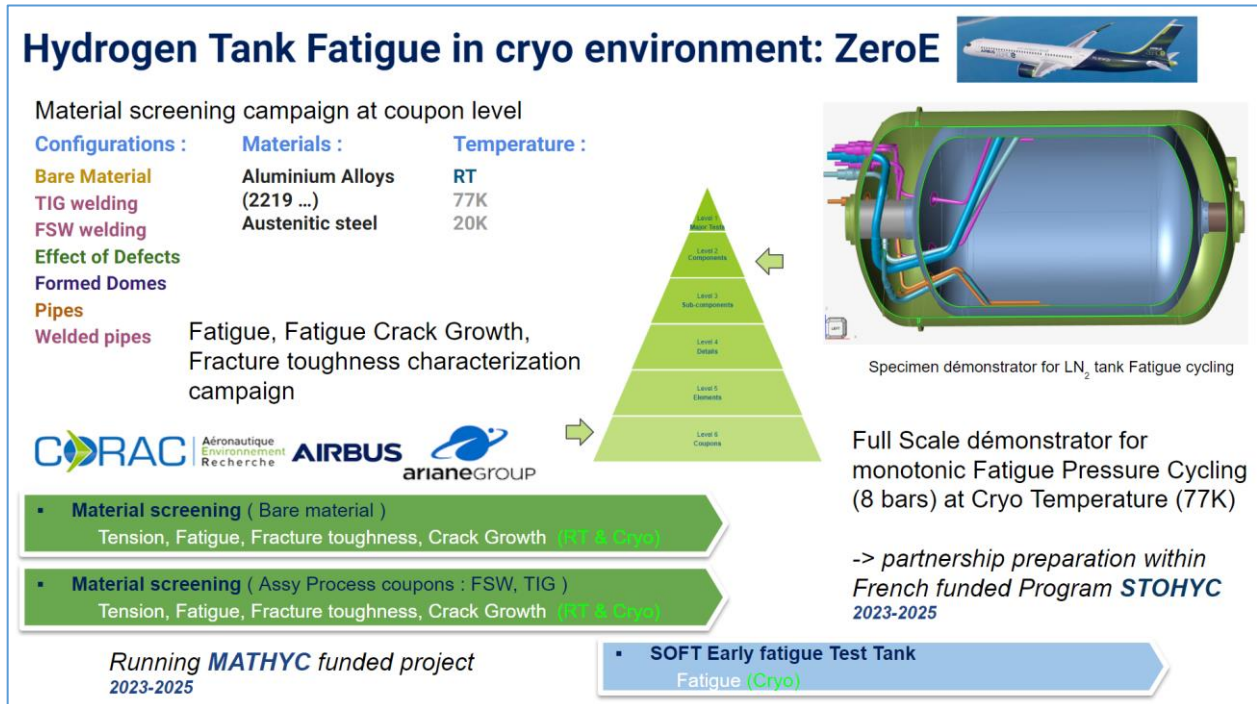 Hydrogen Tank Fatigue in cryo environment: ZeroE
Material screening campaign at coupon level
Configurations :
Bare Material
TIG welding
FSW welding
Effect of Defects
Formed Domes
Pipes
Welded pipes
Materials :
Aluminium Alloys
(2219 ...)
Austenitic steel
Temperature :
RT
77K
20K
Fatigue, Fatigue Crack Growth,
Fracture toughness characterization
campaign
Level 1
Major Tests
Level 2
Components
Level 3
Sub-components
Level 4
Details
Level 5
Elements
Level 6
Coupons
LEFT
Specimen démonstrator for LN2 tank Fatigue cycling
CORAC
Aéronautique
Environnement
Recherche
AIRBUS
arianeGROUP
Full Scale démonstrator for
monotonic Fatigue Pressure Cycling
(8 bars) at Cryo Temperature (77K)
-> partnership preparation within
French funded Program STOHYC
2023-2025
▪ Material screening ( Bare material )
Tension, Fatigue, Fracture toughness, Crack Growth (RT & Cryo)
▪ Material screening ( Assy Process coupons : FSW, TIG )
Tension, Fatigue, Fracture toughness, Crack Growth (RT & Cryo)
Running MATHYC funded project
2023-2025
▪ SOFT Early fatigue Test Tank
Fatigue (Cryo)